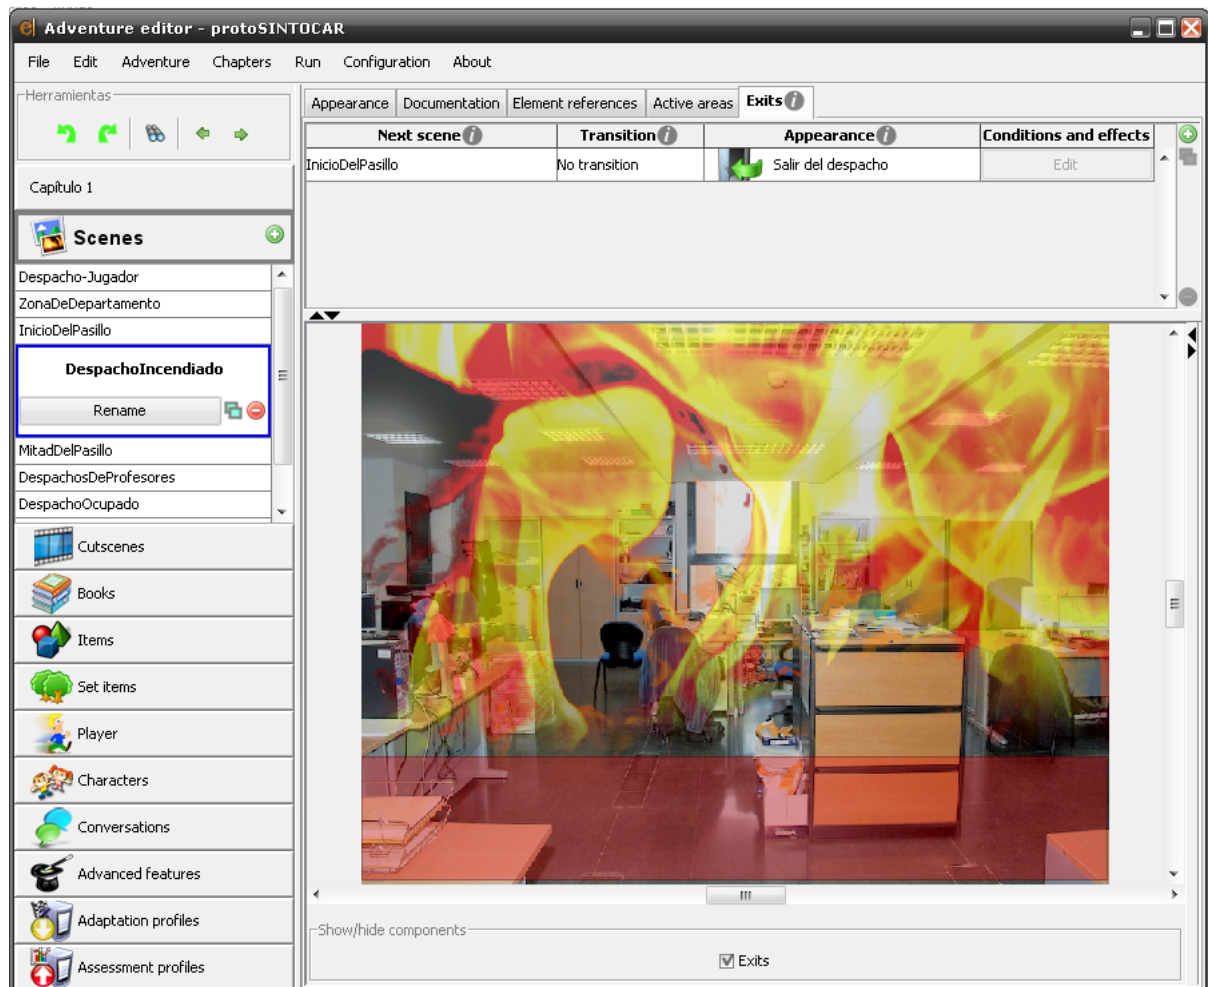 Adventure editor - protoSINTOCAR
File Edit Adventure Chapters Run Configuration About
Herramientas
Appearance Documentation Element references Active areas Exits
Next scene Transition Appearance Conditions and effects
InicioDelPasillo No transition Salir del despacho Edit
Capítulo 1
Scenes
Despacho-Jugador
ZonaDeDepartamento
InicioDelPasillo
DespachoIncendiado
Rename
MitadDelPasillo
DespachosDeProfesores
DespachoOcupado
Cutscenes
Books
Items
Set items
Player
Characters
Conversations
Advanced features
Adaptation profiles
Assessment profiles
Show/hide components
Exits